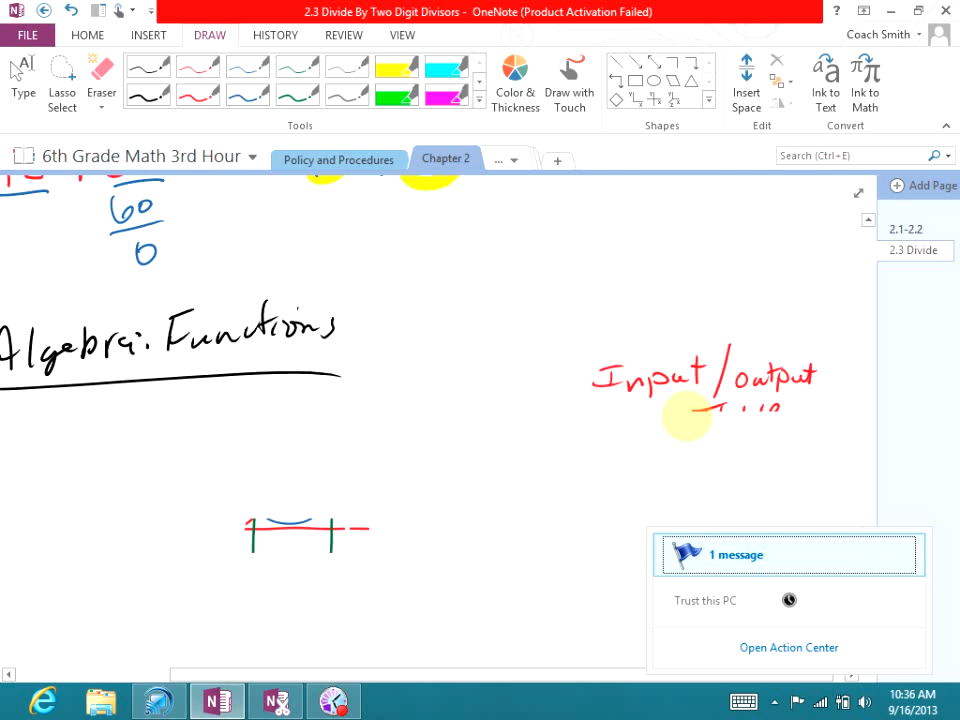 2.3 Divide By Two Digit Divisors - OneNote (Product Activation Failed)
FILE HOME INSERT DRAW HISTORY REVIEW VIEW Coach Smith
Type
Lasso Select
Eraser
Color & Thickness
Draw with Touch
Insert Space
Ink to Text
Ink to Math
Tools Shapes Edit Convert
6th Grade Math 3rd Hour Policy and Procedures Chapter 2 ... Search (Ctrl+E)
Add Page
2.1-2.2
2.3 Divide
60
0
Algebra: Functions
Input/output
1 message
Trust this PC
Open Action Center
10:36 AM
9/16/2013